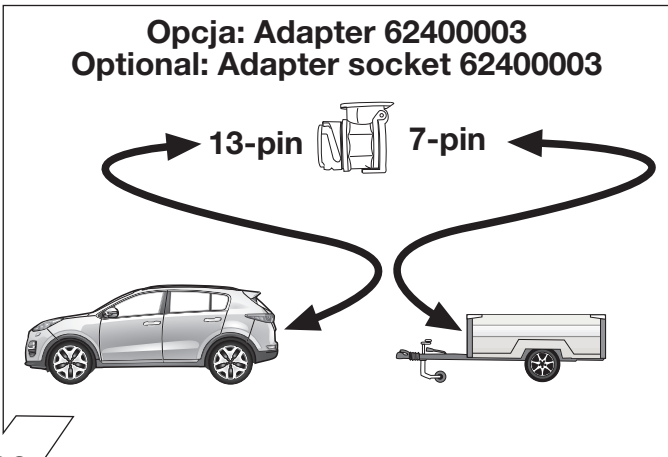 Opcja: Adapter 62400003
Optional: Adapter socket 62400003
13-pin 7-pin